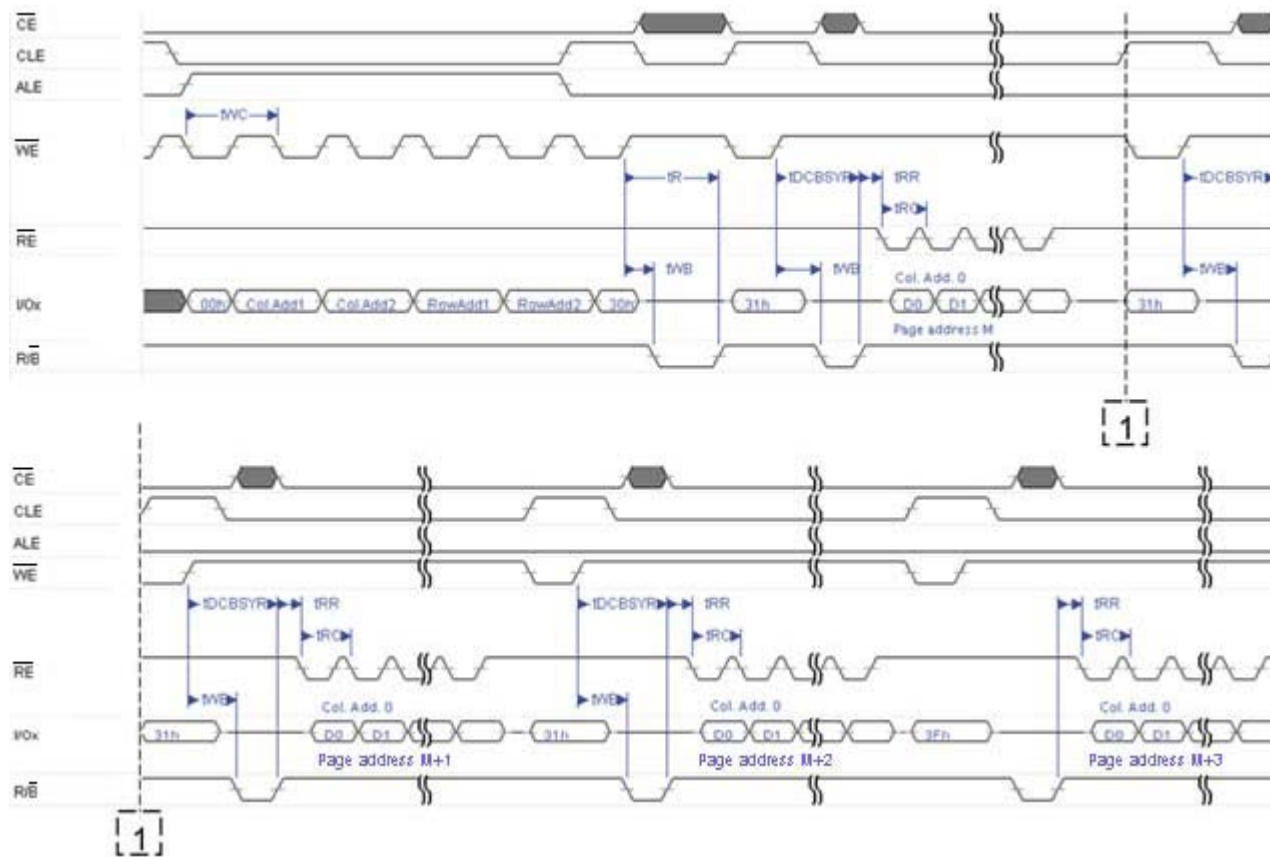 CE
CLE
ALE
tWC
WE
tR
tDCBSYR
tRR
tDCBSYR
tRC
RE
tWB
tWB
tWB
Col. Add. 0
I/Ox
00h Col.Add1 Col.Add2 RowAdd1 RowAdd2 30h 31h D0 D1 31h
Page address M
R/B
1
CE
CLE
ALE
WE
tDCBSYR tRR tDCBSYR tRR tRR
tRC tRC tRC
RE
tWB tWB
Col. Add. 0 Col. Add. 0 Col. Add. 0
I/Ox
31h D0 D1 31h D0 D1 3Fh D0 D1
Page address M+1 Page address M+2 Page address M+3
R/B
1